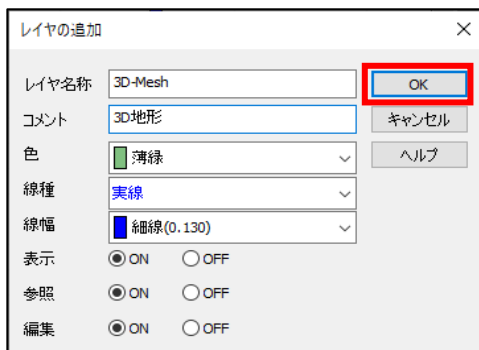 レイヤの追加
レイヤ名称 3D-Mesh OK
コメント 3D地形 キャンセル
色 薄緑 ヘルプ
線種 実線
線幅 細線(0.130)
表示 ON OFF
参照 ON OFF
編集 ON OFF